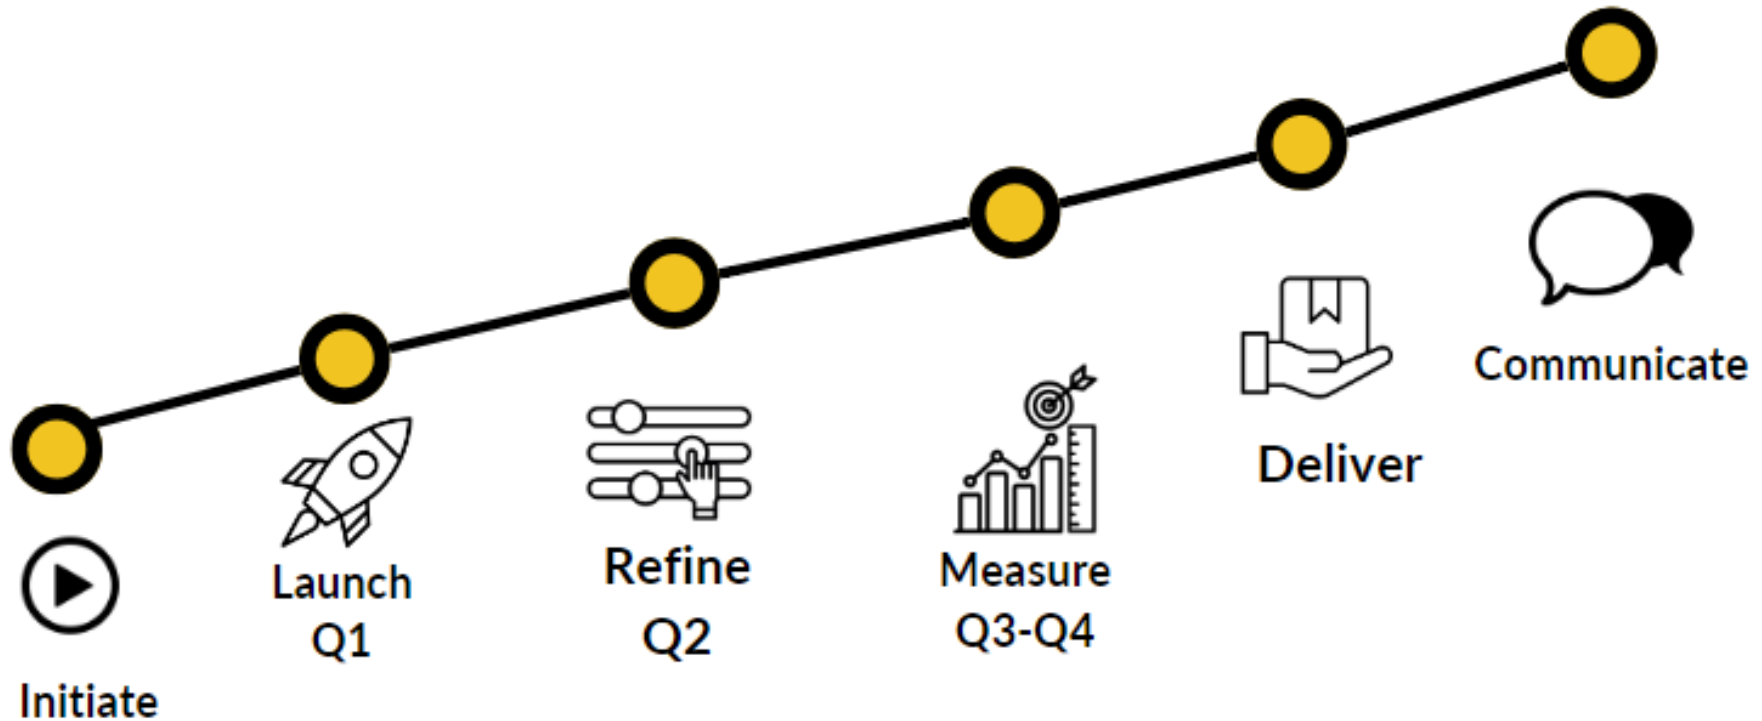 Initiate
Launch
Q1
Refine
Q2
Measure
Q3-Q4
Deliver
Communicate